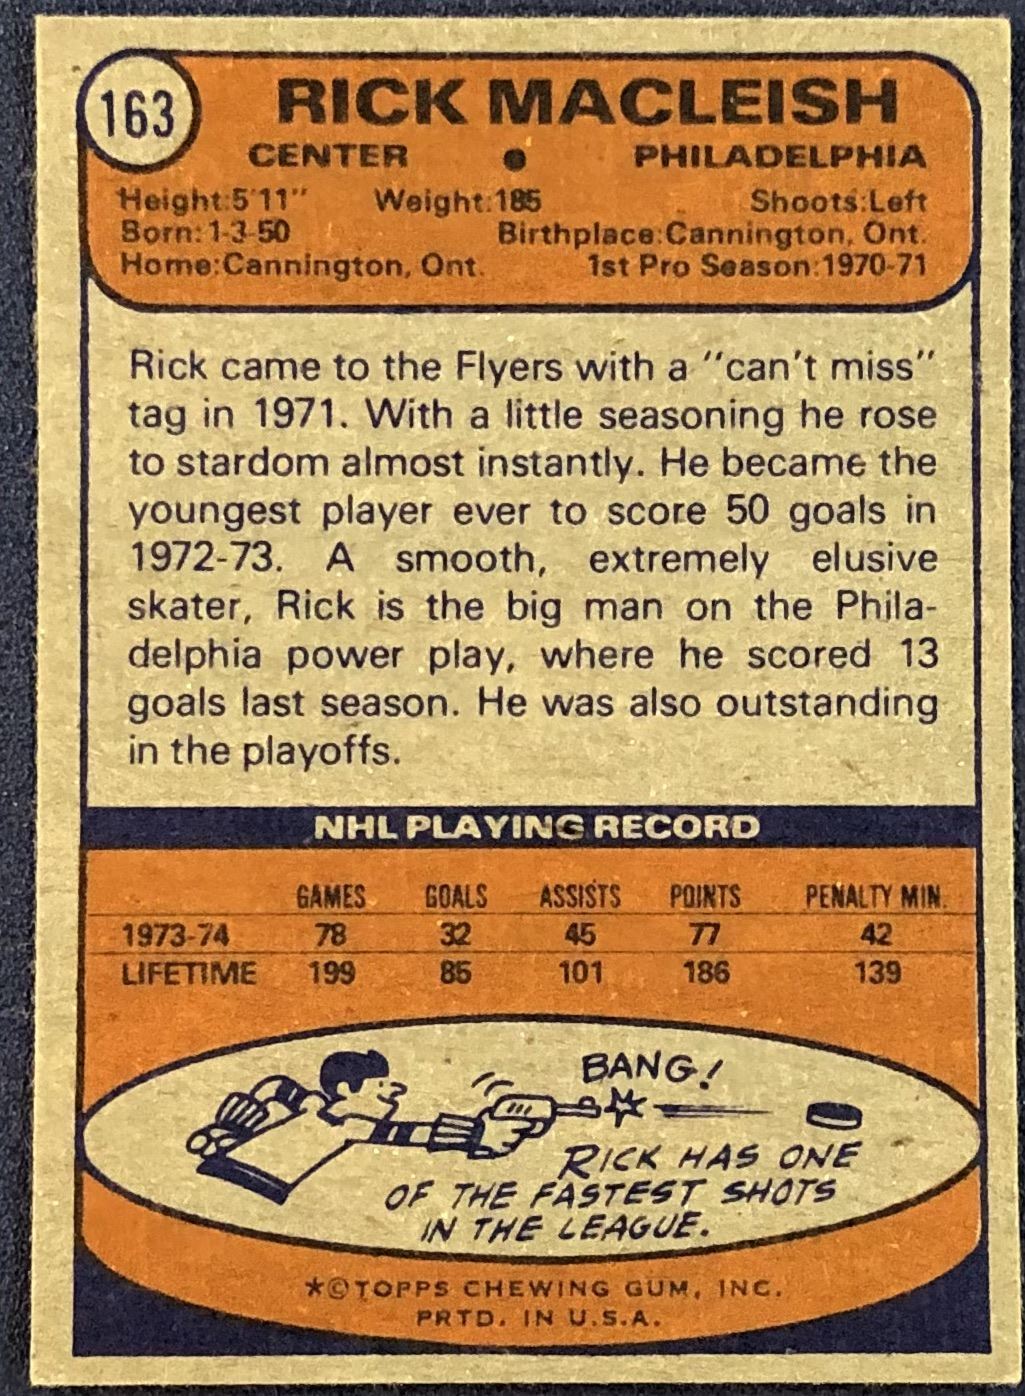 163
RICK MACLEISH
CENTER • PHILADELPHIA
Height:5'11" Weight:185 Shoots:Left
Born:1-3-50 Birthplace:Cannington, Ont.
Home:Cannington, Ont. 1st Pro Season:1970-71
Rick came to the Flyers with a "can't miss"
tag in 1971. With a little seasoning he rose
to stardom almost instantly. He became the
youngest player ever to score 50 goals in
1972-73. A smooth, extremely elusive
skater, Rick is the big man on the Phila-
delphia power play, where he scored 13
goals last season. He was also outstanding
in the playoffs.
NHL PLAYING RECORD
GAMES GOALS ASSISTS POINTS PENALTY MIN.
1973-74 78 32 45 77 42
LIFETIME 199 85 101 186 139
BANG!
RICK HAS ONE
OF THE FASTEST SHOTS
IN THE LEAGUE.
*©TOPPS CHEWING GUM, INC.
PRTD. IN U.S.A.